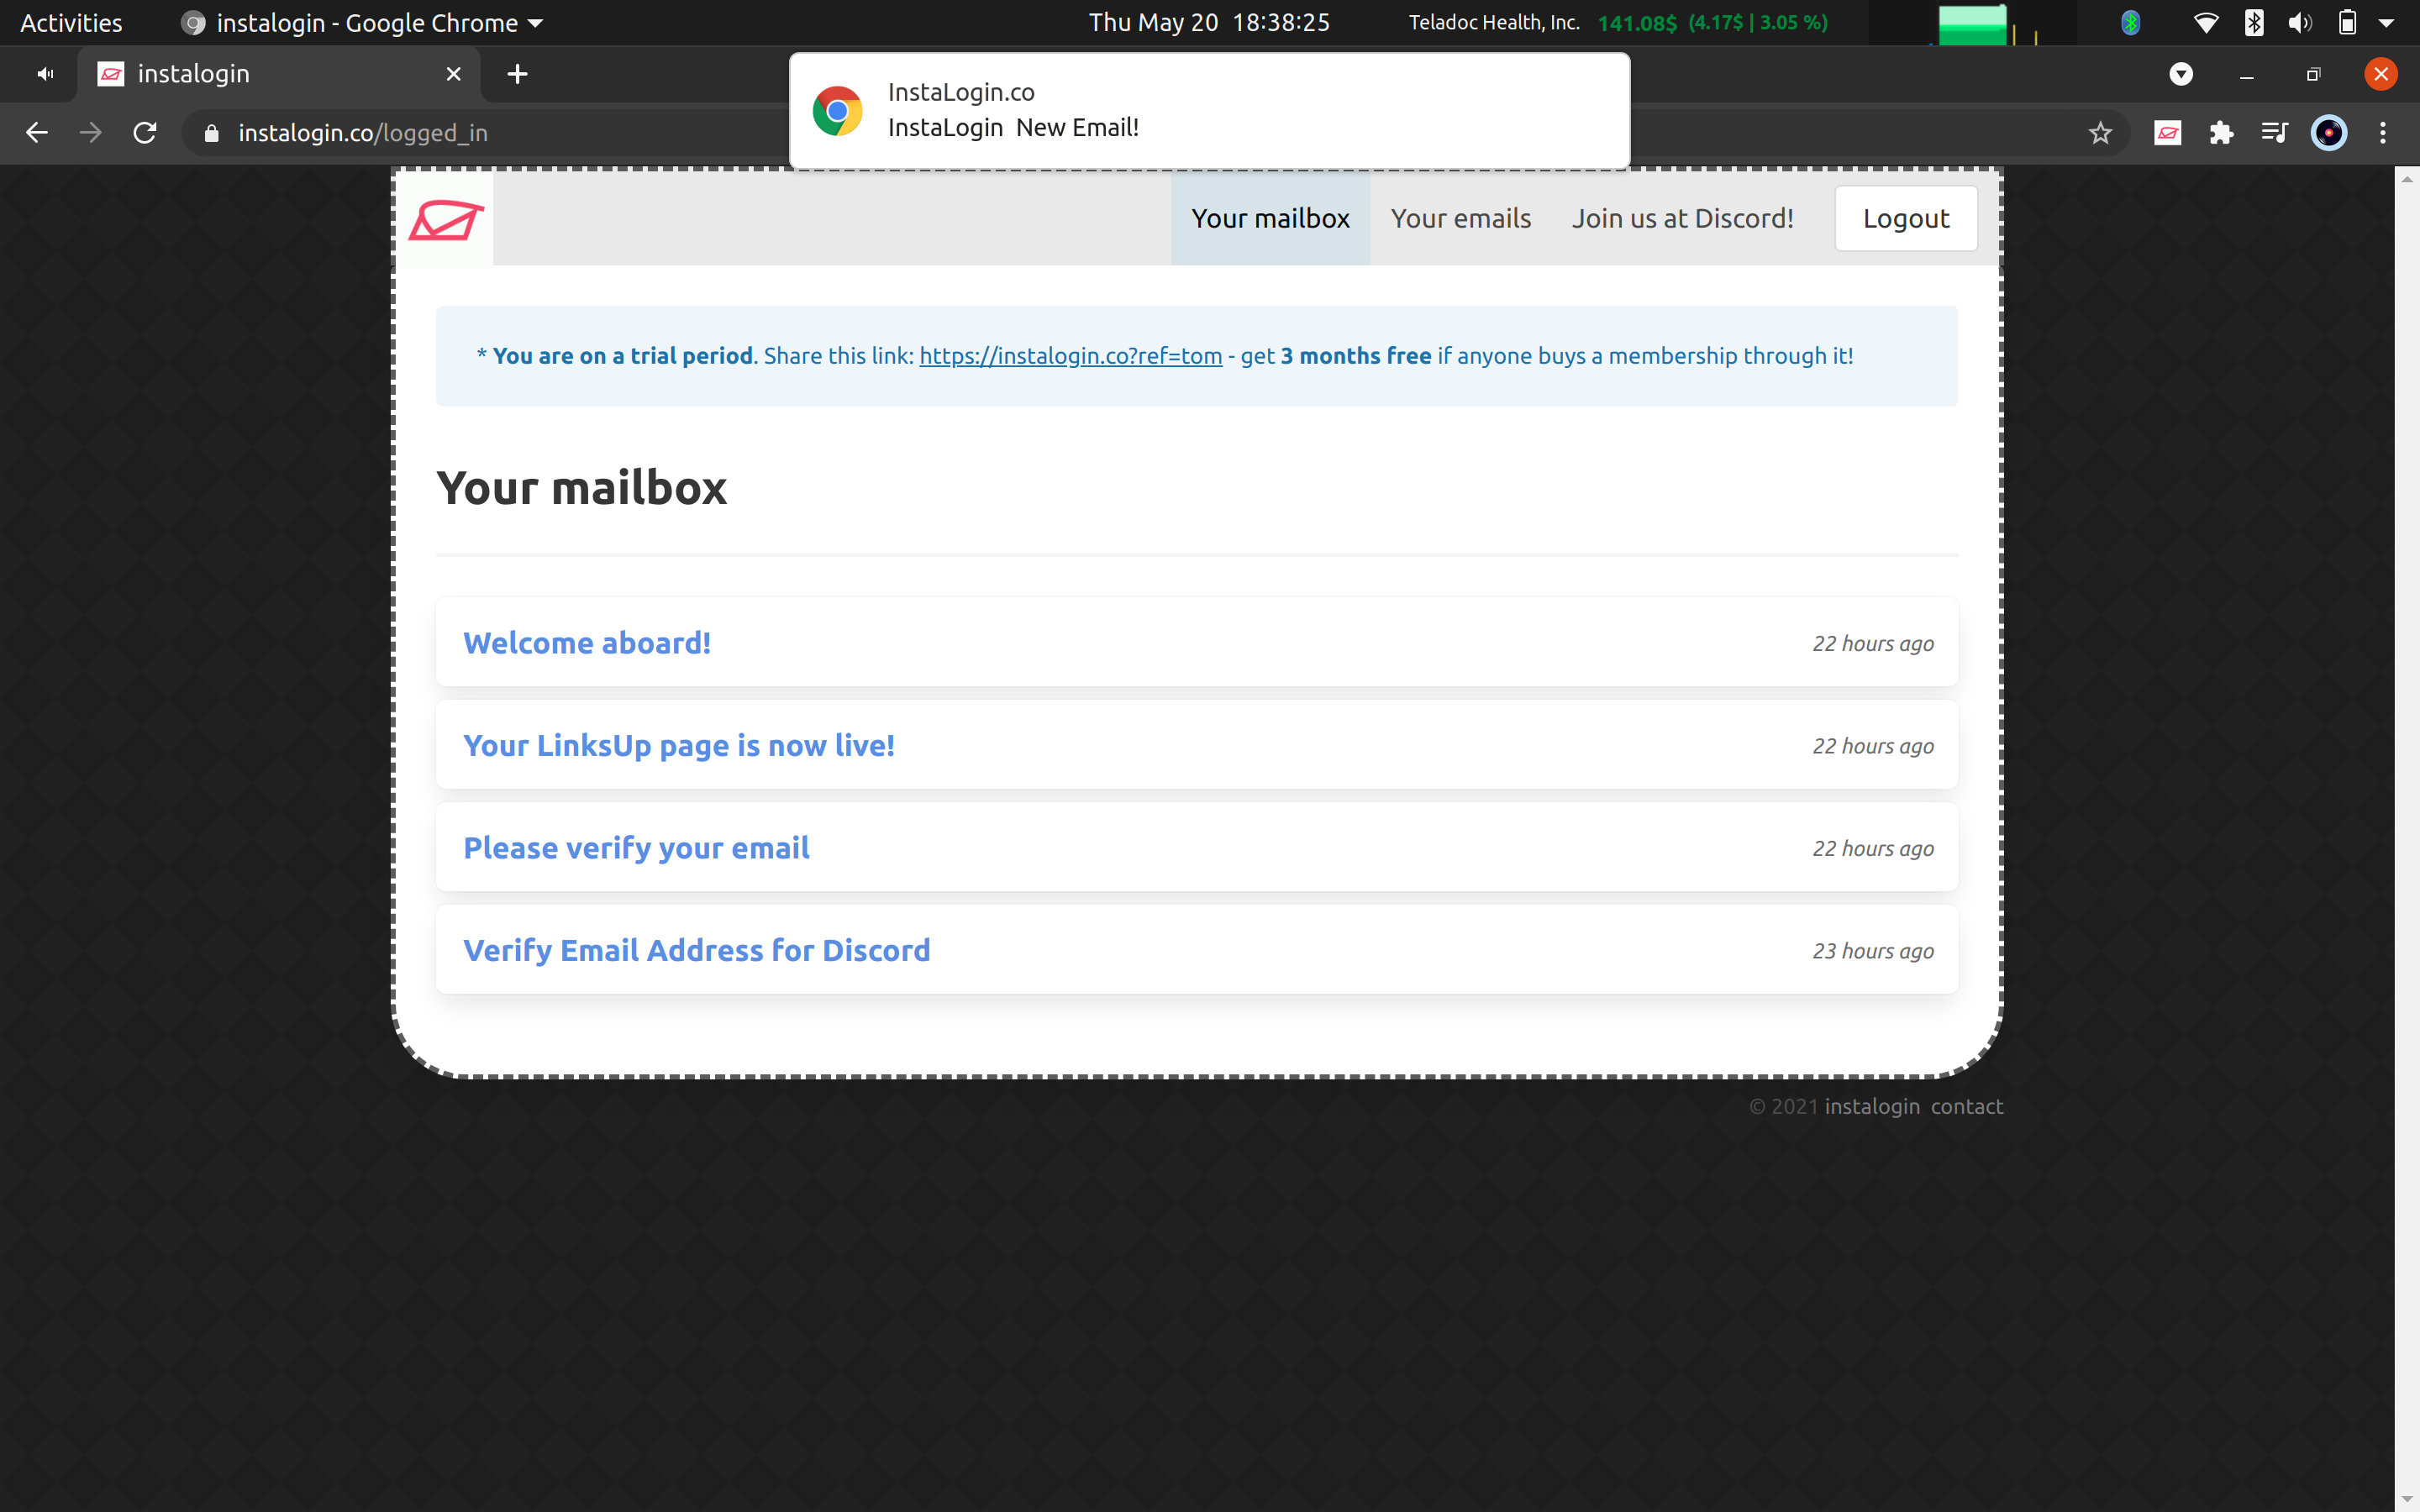 Activities
instalogin - Google Chrome
Thu May 20 18:38:25
Teladoc Health, Inc. 141.08$ (4.17$ | 3.05 %)
instalogin
instalogin.co/logged_in
InstaLogin.co
InstaLogin New Email!
Your mailbox
Your emails
Join us at Discord!
Logout
* You are on a trial period. Share this link: https://instalogin.co?ref=tom - get 3 months free if anyone buys a membership through it!
Your mailbox
Welcome aboard! 22 hours ago
Your LinksUp page is now live! 22 hours ago
Please verify your email 22 hours ago
Verify Email Address for Discord 23 hours ago
© 2021 instalogin contact